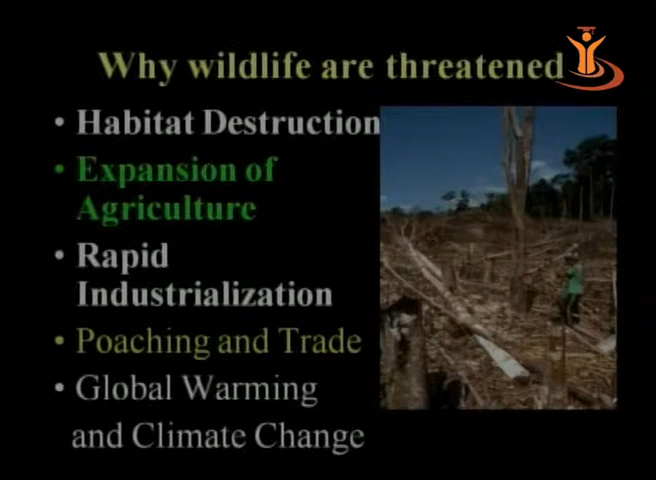 Why wildlife are threatened
• Habitat Destruction
• Expansion of
Agriculture
• Rapid
Industrialization
• Poaching and Trade
• Global Warming
and Climate Change